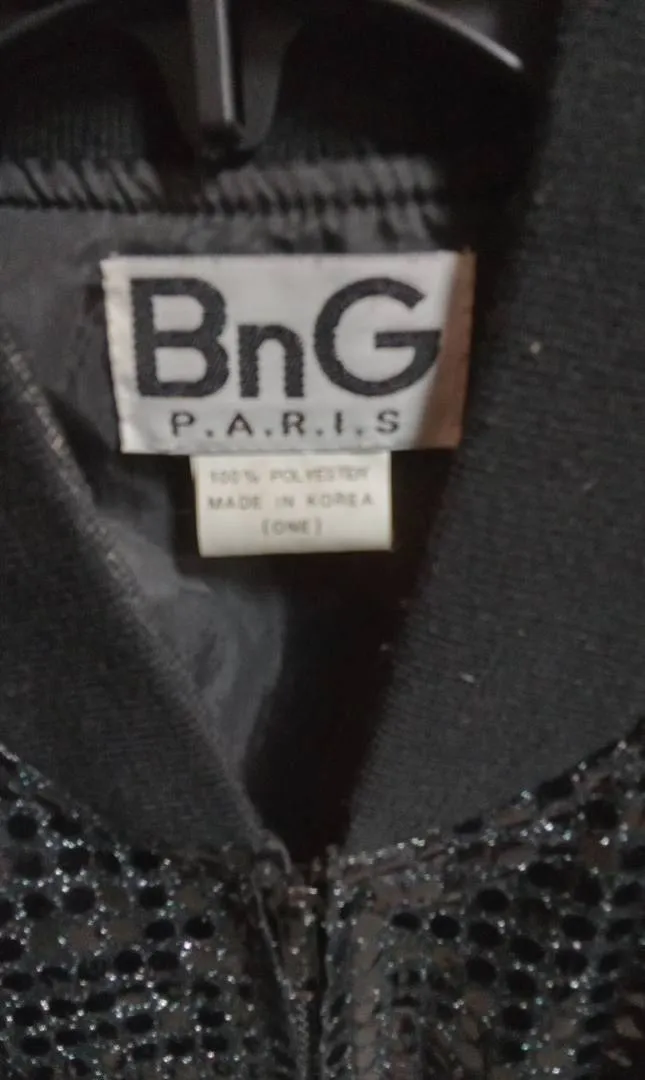 BnG
P.A.R.I.S
100% POLYESTER
MADE IN KOREA
(ONE)